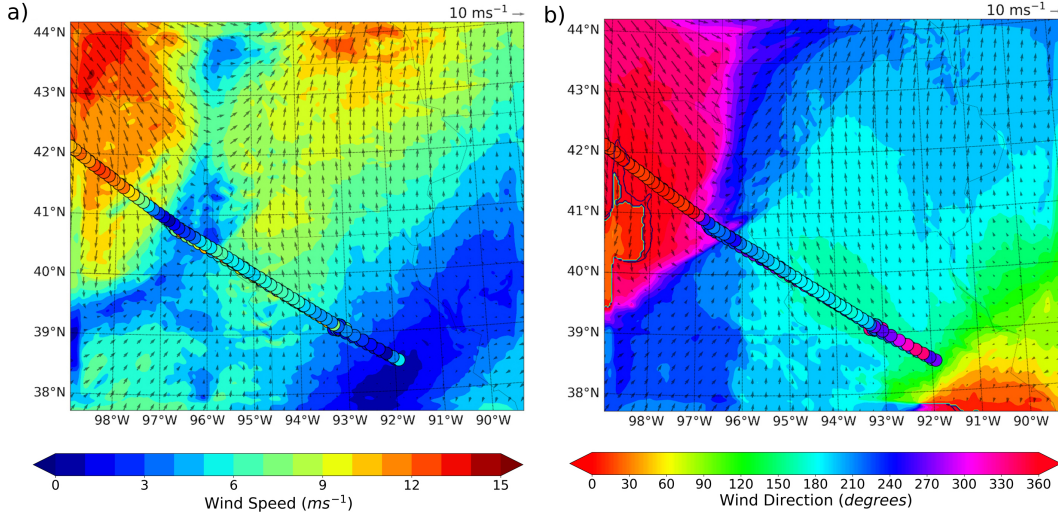 a)
10 ms⁻¹
44°N
43°N
42°N
41°N
40°N
39°N
38°N
98°W 97°W 96°W 95°W 94°W 93°W 92°W 91°W 90°W
0 3 6 9 12 15
Wind Speed (ms⁻¹)
b)
10 ms⁻¹
44°N
43°N
42°N
41°N
40°N
39°N
38°N
98°W 97°W 96°W 95°W 94°W 93°W 92°W 91°W 90°W
0 30 60 90 120 150 180 210 240 270 300 330 360
Wind Direction (degrees)